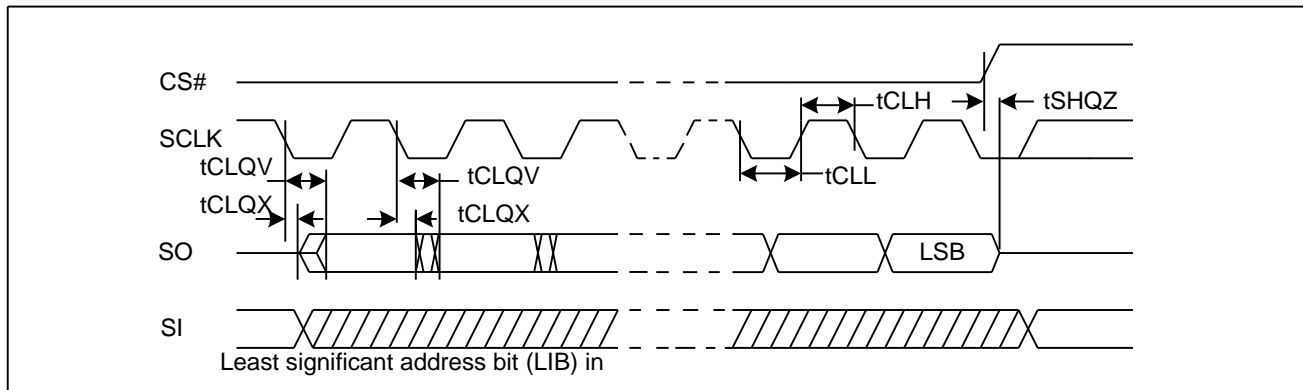 CS#
tCLH
tSHQZ
SCLK
tCLQV
tCLQV
tCLL
tCLQX
tCLQX
SO
LSB
SI
Least significant address bit (LIB) in